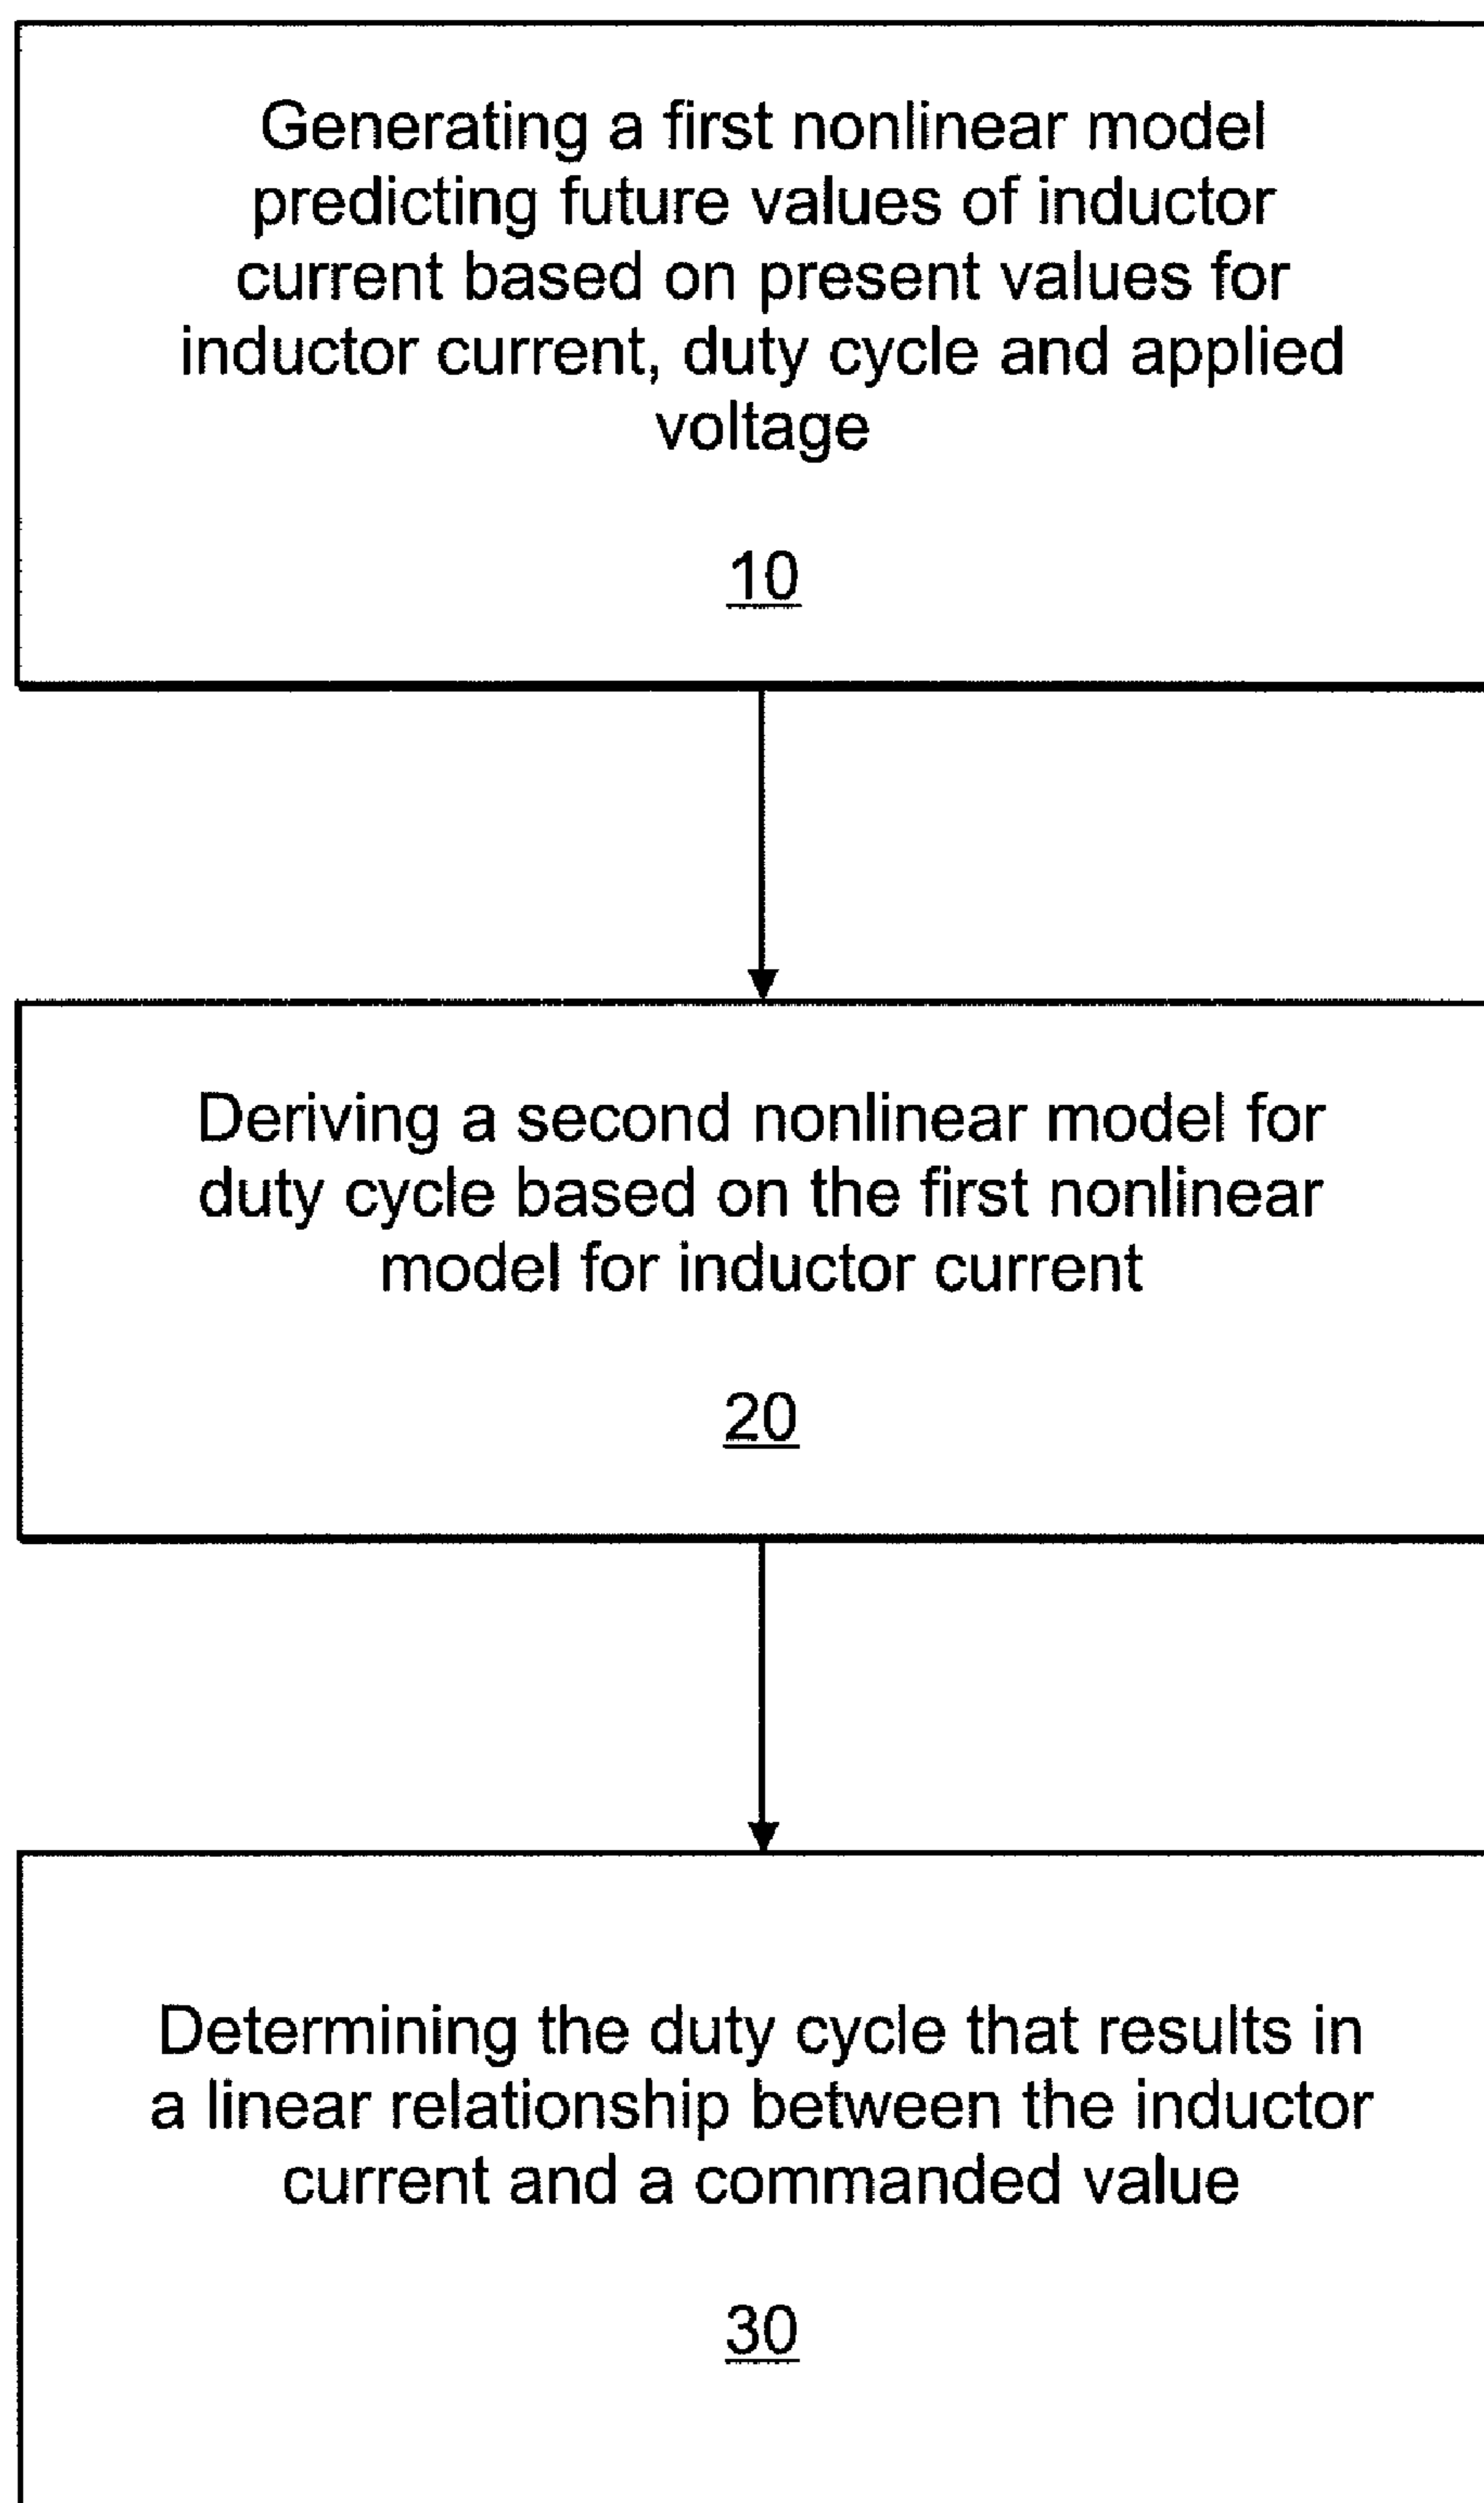 Generating a first nonlinear model
predicting future values of inductor
current based on present values for
inductor current, duty cycle and applied
voltage
10
Deriving a second nonlinear model for
duty cycle based on the first nonlinear
model for inductor current
20
Determining the duty cycle that results in
a linear relationship between the inductor
current and a commanded value
30